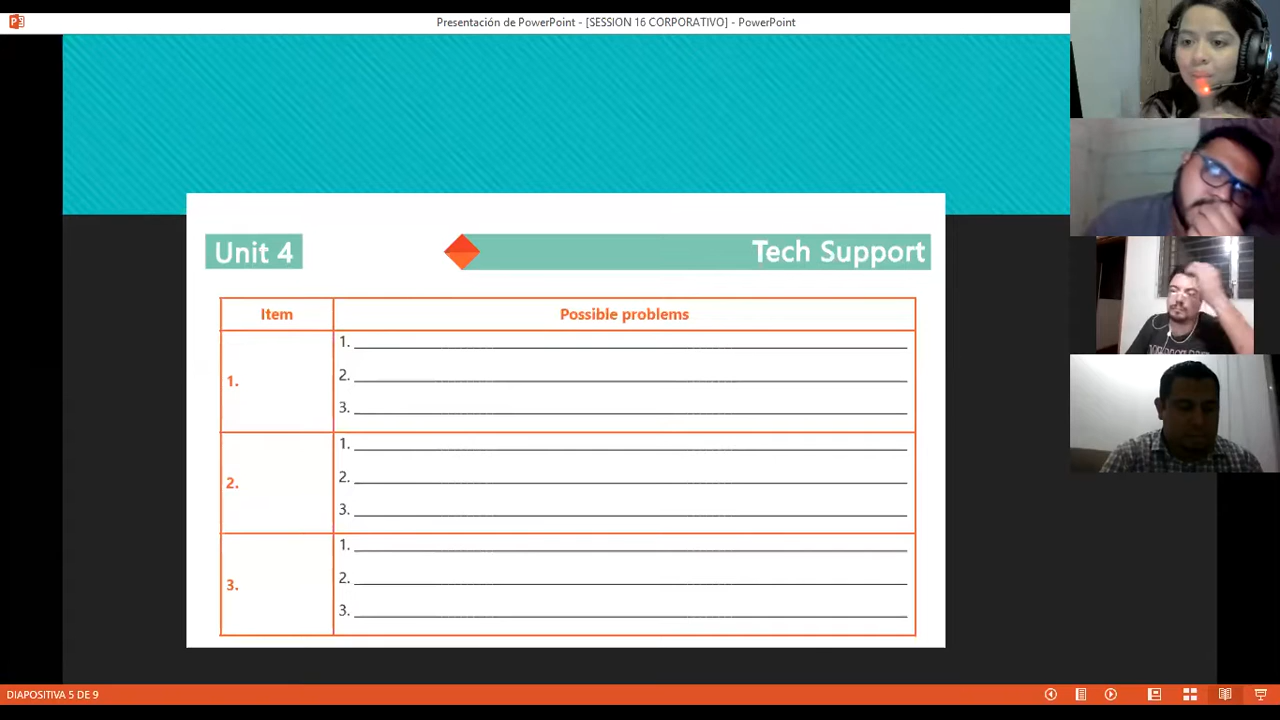 Presentación de PowerPoint - [SESSION 16 CORPORATIVO] - PowerPoint
Unit 4
Tech Support
Item
Possible problems
1.
1.
2.
3.
2.
1.
2.
3.
3.
1.
2.
3.
DIAPOSITIVA 5 DE 9